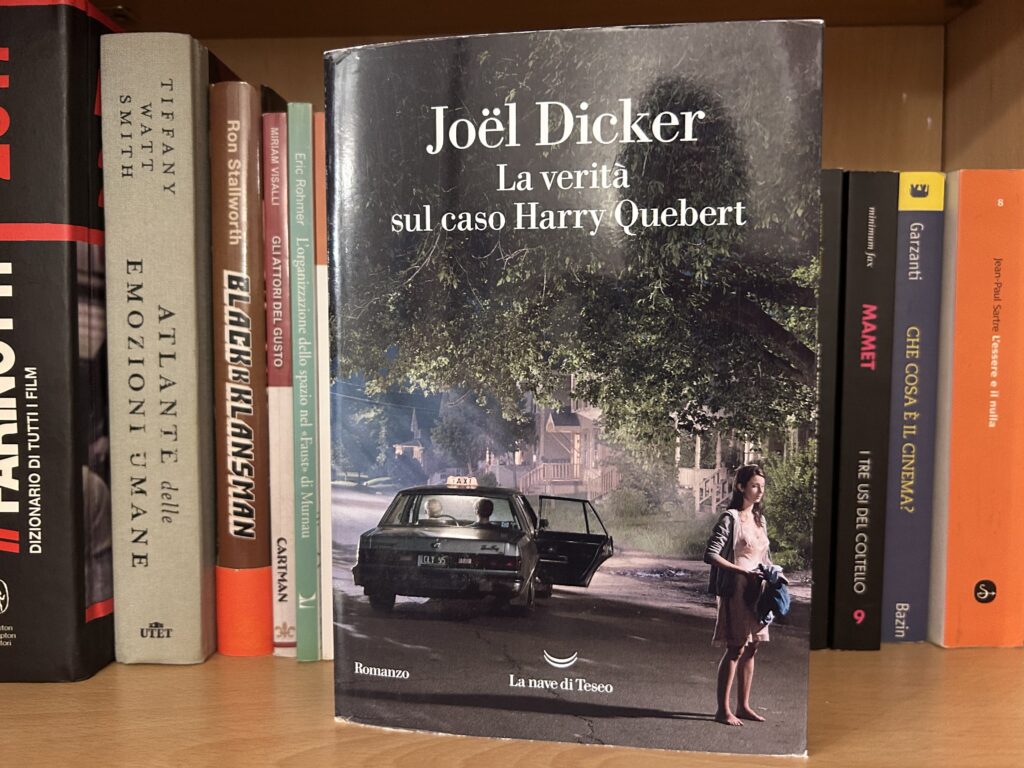 FARINOTTI
DIZIONARIO DI TUTTI I FILM
TIFFANY
WATT
SMITH
ATLANTE delle
EMOZIONI UMANE
UTET
Ron Stallworth
BLACKKKLANSMAN
MIRIAM VISALLI
GLI ATTORI DEL GUSTO
CARTMAN
Eric Rohmer L'organizzazione dello spazio nel «Faust» di Murnau
Joël Dicker
La verità
sul caso Harry Quebert
TAXI
Romanzo
La nave di Teseo
minimum fax
MAMET
I TRE USI DEL COLTELLO
9
Garzanti
CHE COSA È IL CINEMA?
Bazin
8
Jean-Paul Sartre L'essere e il nulla